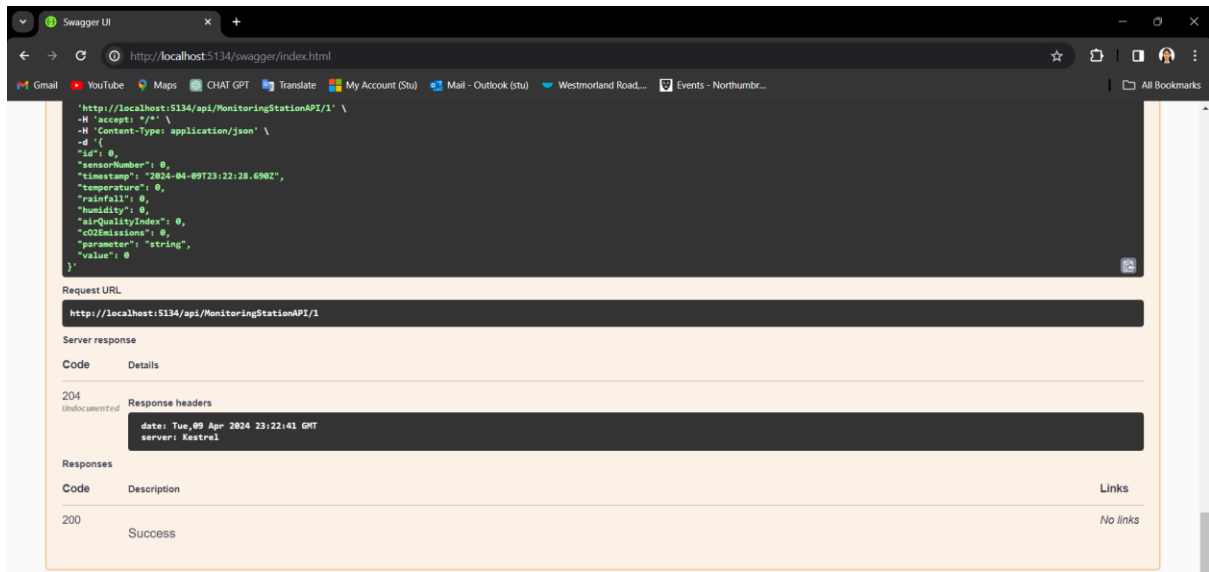 Swagger UI
http://localhost:5134/swagger/index.html
Gmail YouTube Maps CHAT GPT Translate My Account (Stu) Mail - Outlook (stu) Westmorland Road,... Events - Northumbr... All Bookmarks
'http://localhost:5134/api/MonitoringStationAPI/1' \
-H 'accept: */*' \
-H 'Content-Type: application/json' \
-d '{
"id": 0,
"sensorNumber": 0,
"timestamp": "2024-04-09T23:22:28.690Z",
"temperature": 0,
"rainfall": 0,
"humidity": 0,
"airQualityIndex": 0,
"cO2Emissions": 0,
"parameter": "string",
"value": 0
}'
Request URL
http://localhost:5134/api/MonitoringStationAPI/1
Server response
Code Details
204
Undocumented
Response headers
date: Tue,09 Apr 2024 23:22:41 GMT
server: Kestrel
Responses
Code Description Links
200 No links
Success